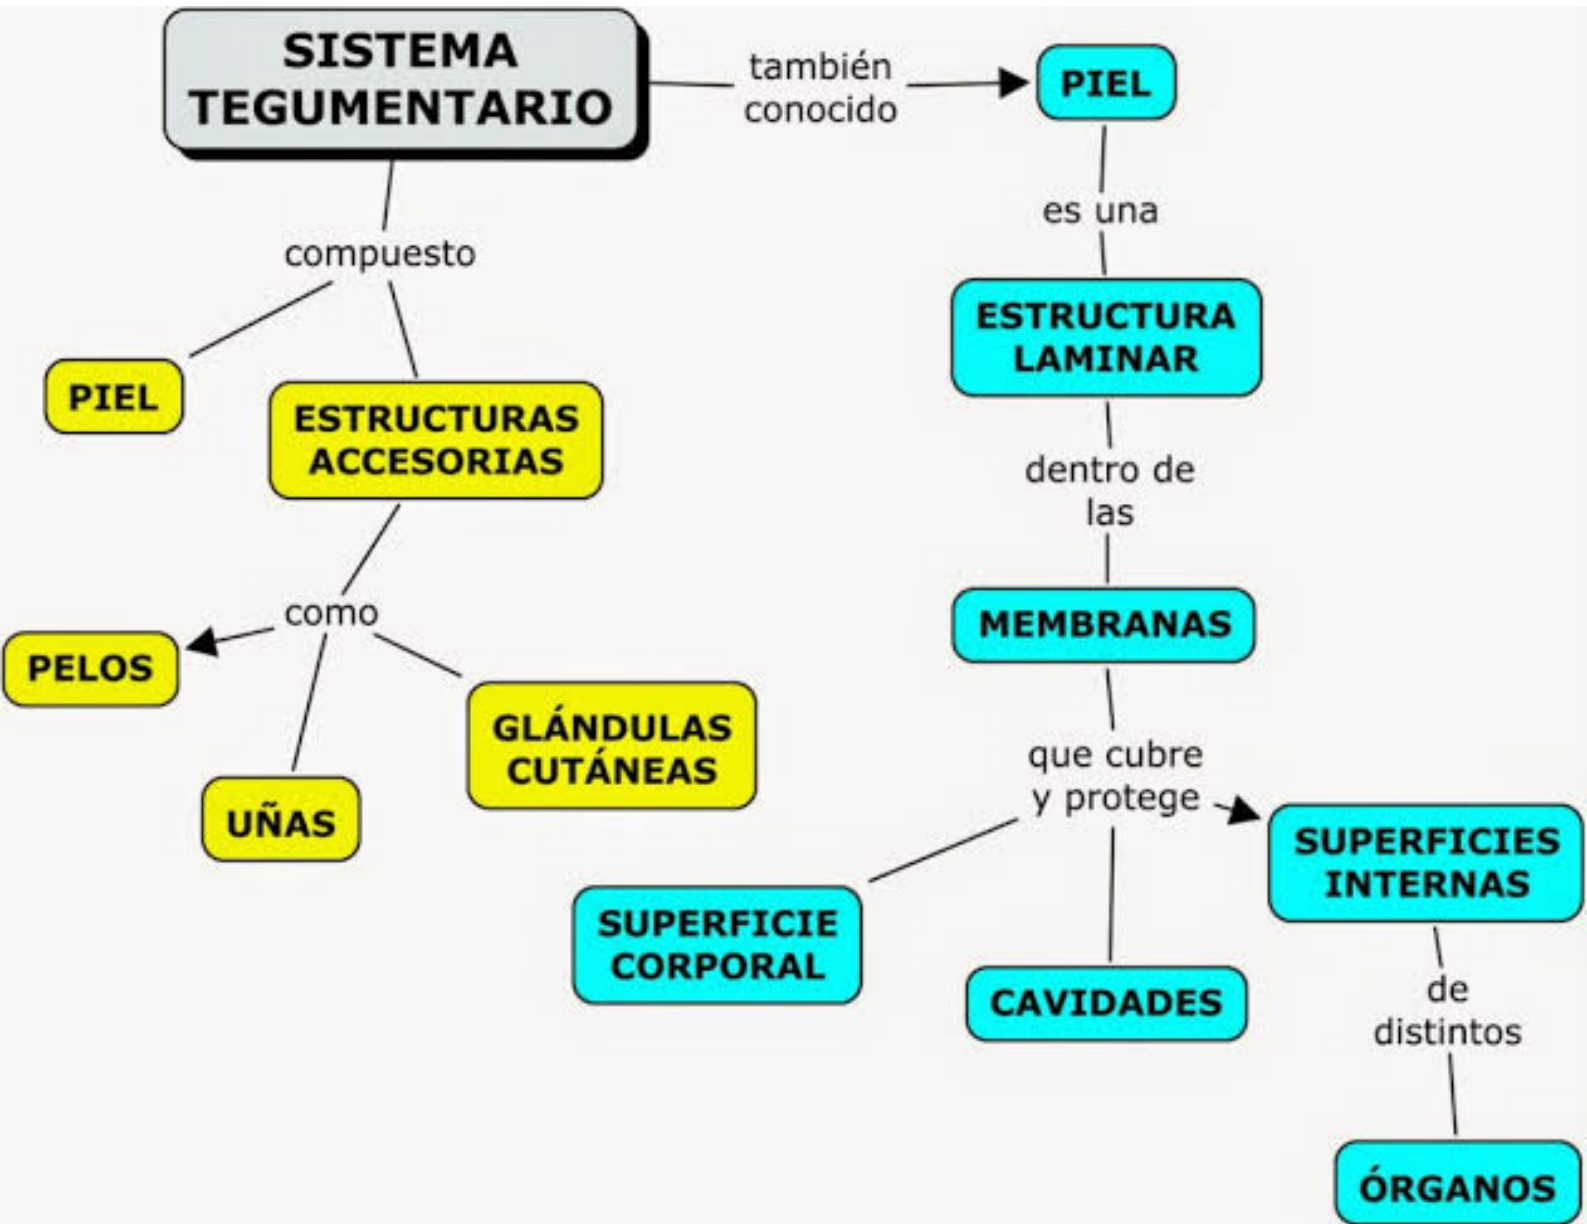 SISTEMA
TEGUMENTARIO
también
conocido
PIEL
es una
ESTRUCTURA
LAMINAR
dentro de
las
MEMBRANAS
que cubre
y protege
SUPERFICIE
CORPORAL
CAVIDADES
SUPERFICIES
INTERNAS
de
distintos
ÓRGANOS
compuesto
PIEL
ESTRUCTURAS
ACCESORIAS
como
PELOS
UÑAS
GLÁNDULAS
CUTÁNEAS